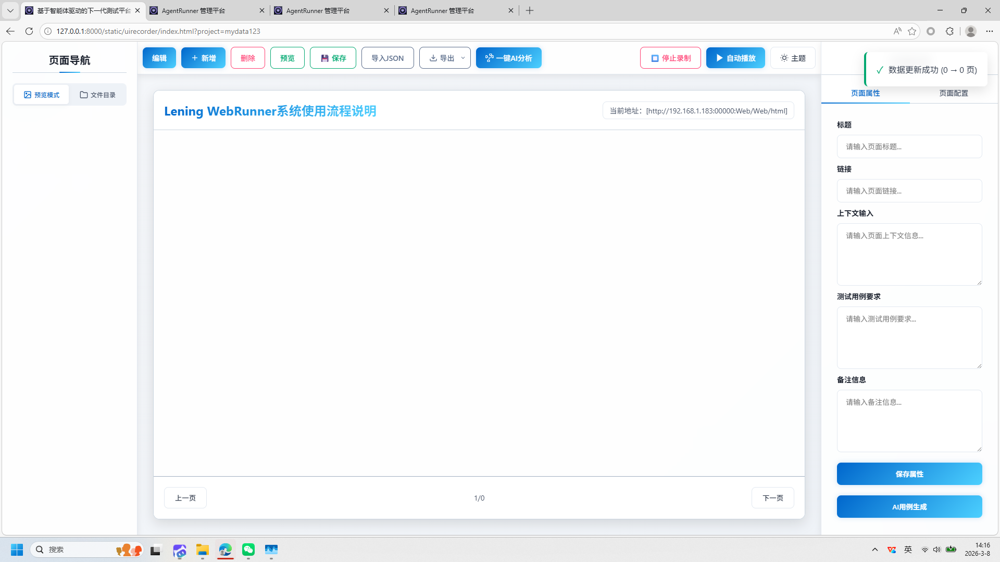 基于智能体驱动的下一代测试平台
AgentRunner 管理平台
AgentRunner 管理平台
AgentRunner 管理平台
127.0.0.1:8000/static/uirecorder/index.html?project=mydata123
页面导航
预览模式
文件目录
编辑
新增
删除
预览
保存
导入JSON
导出
一键AI分析
停止录制
自动播放
主题
✓ 数据更新成功 (0 → 0 页)
Lening WebRunner系统使用流程说明
当前地址：[http://192.168.1.183:00000:Web/Web/html]
上一页
1/0
下一页
页面属性
页面配置
标题
请输入页面标题...
链接
请输入页面链接...
上下文输入
请输入页面上下文信息...
测试用例要求
请输入测试用例要求...
备注信息
请输入备注信息...
保存属性
AI用例生成
搜索
英
14:16
2026-3-8